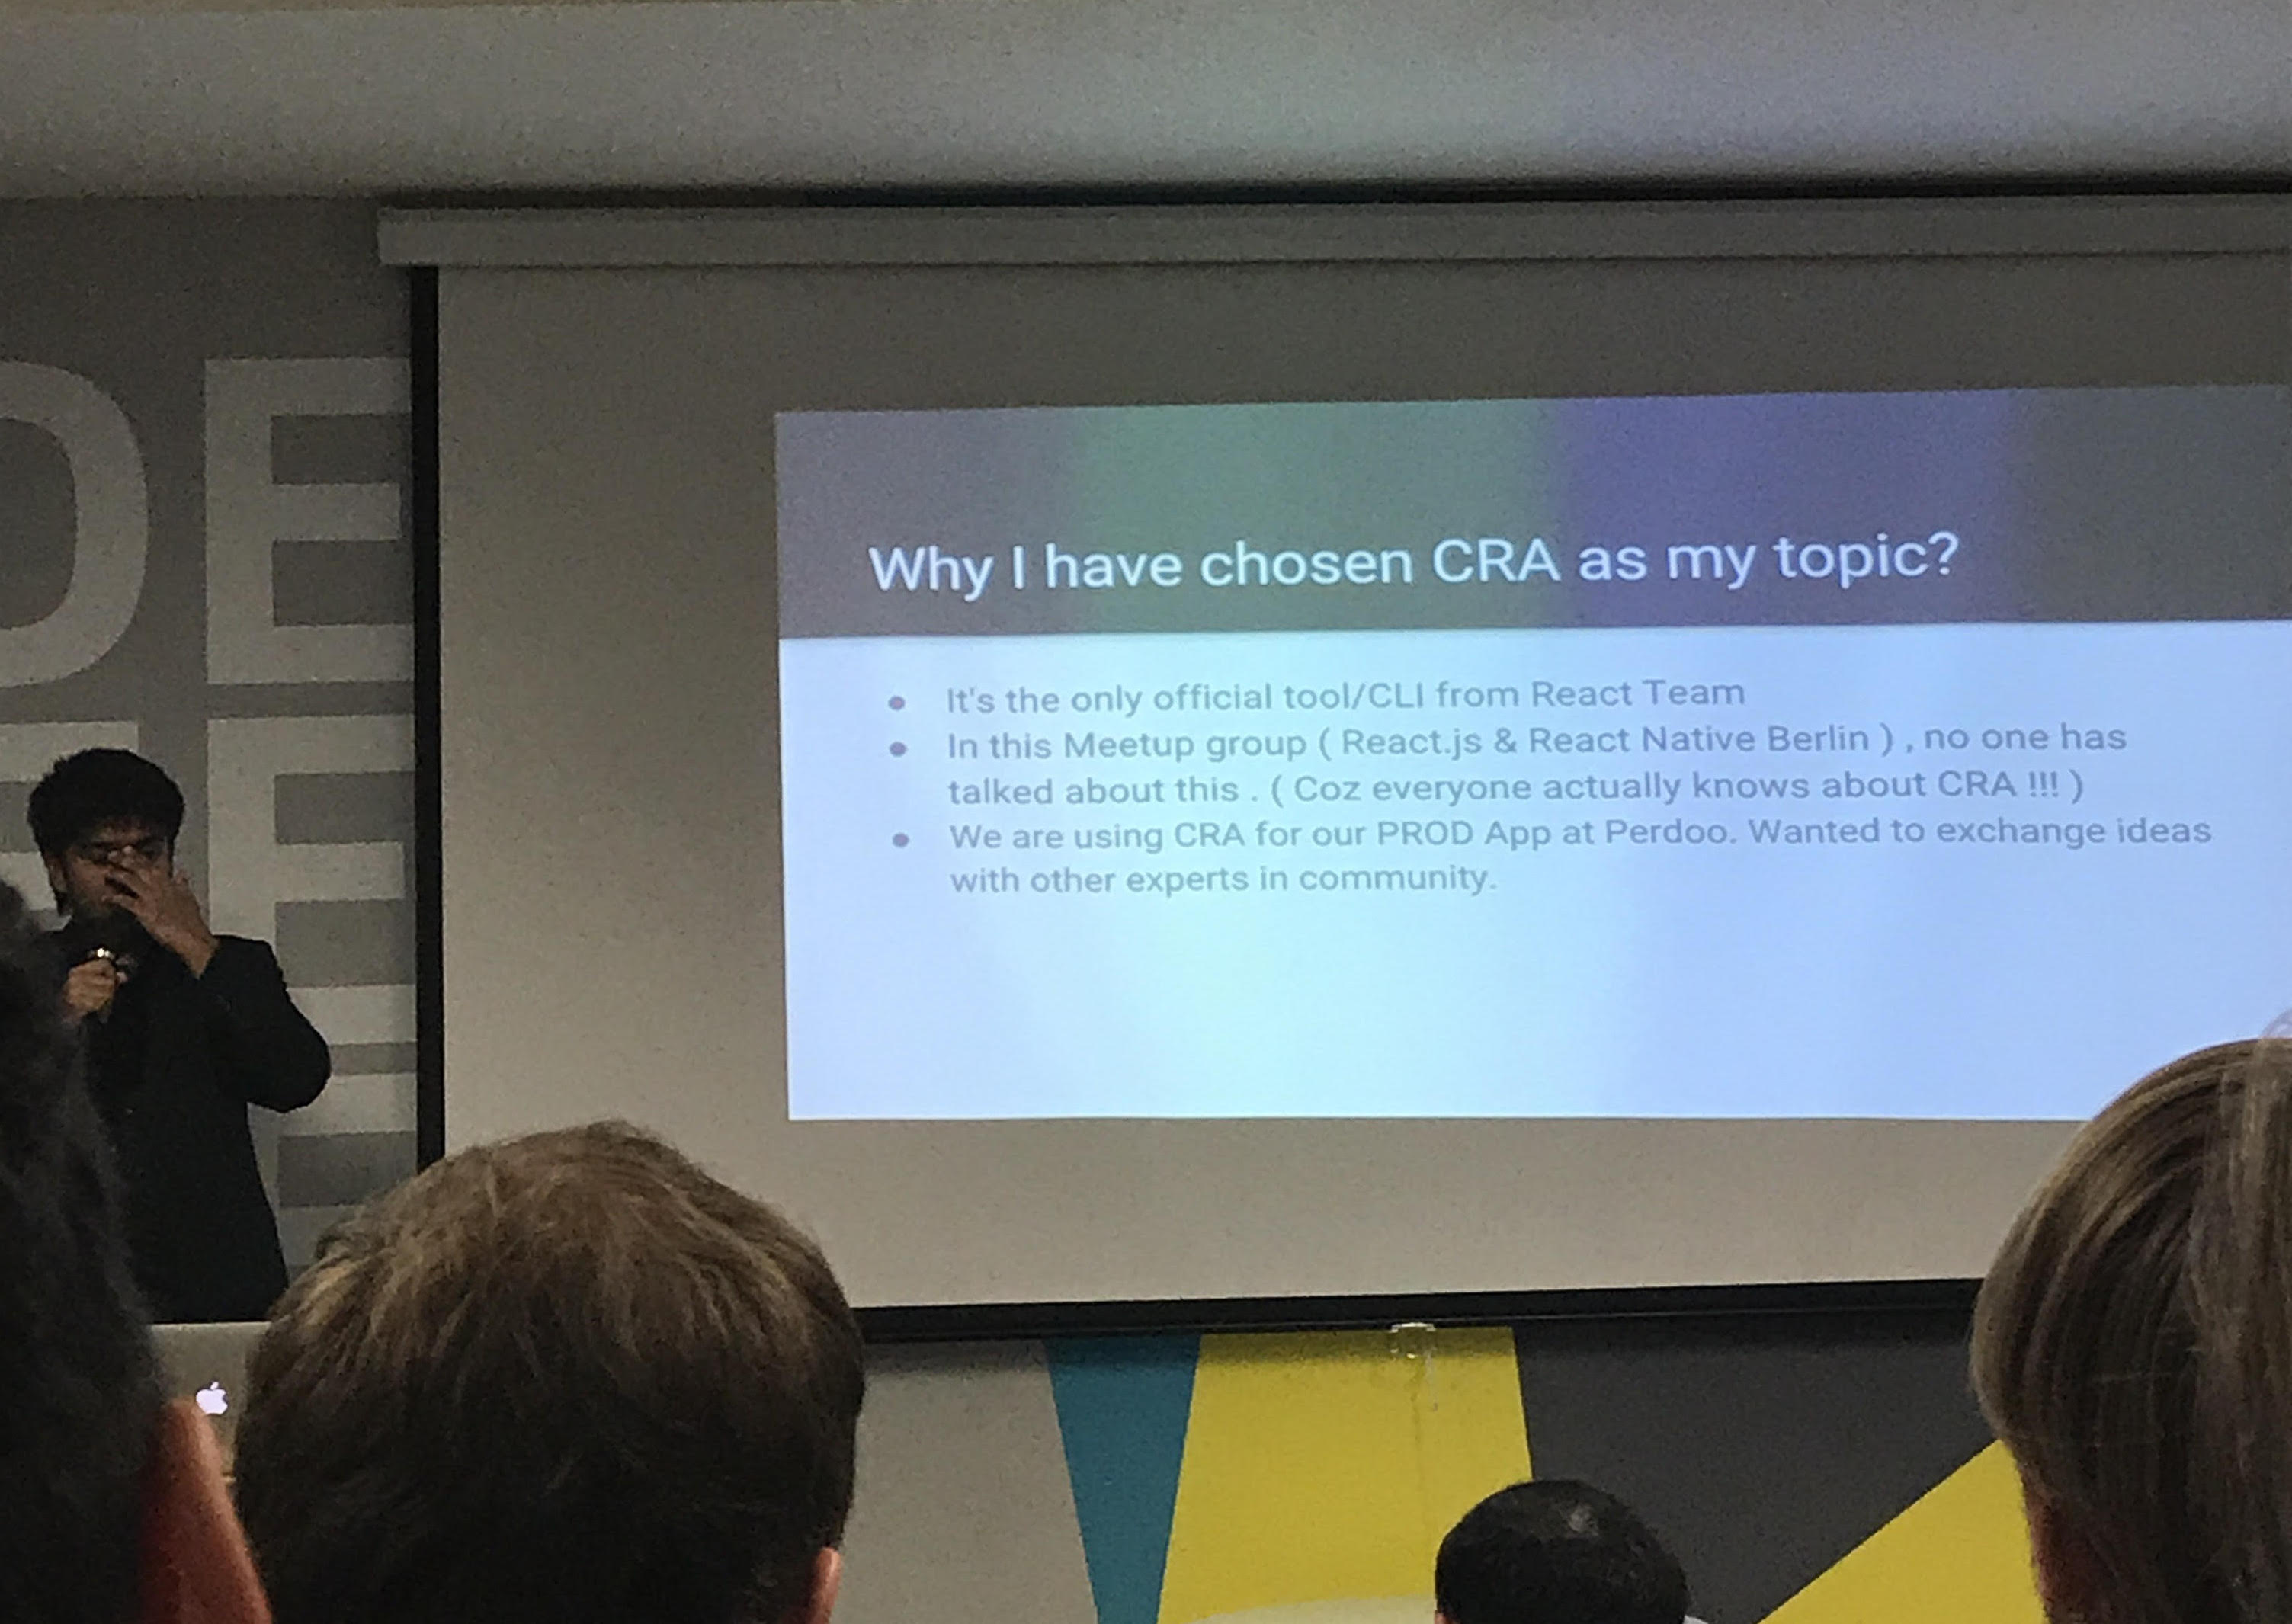 Why I have chosen CRA as my topic?
It's the only official tool/CLI from React Team
In this Meetup group ( React.js & React Native Berlin ) , no one has
talked about this . ( Coz everyone actually knows about CRA !!! )
We are using CRA for our PROD App at Perdoo. Wanted to exchange ideas
with other experts in community.